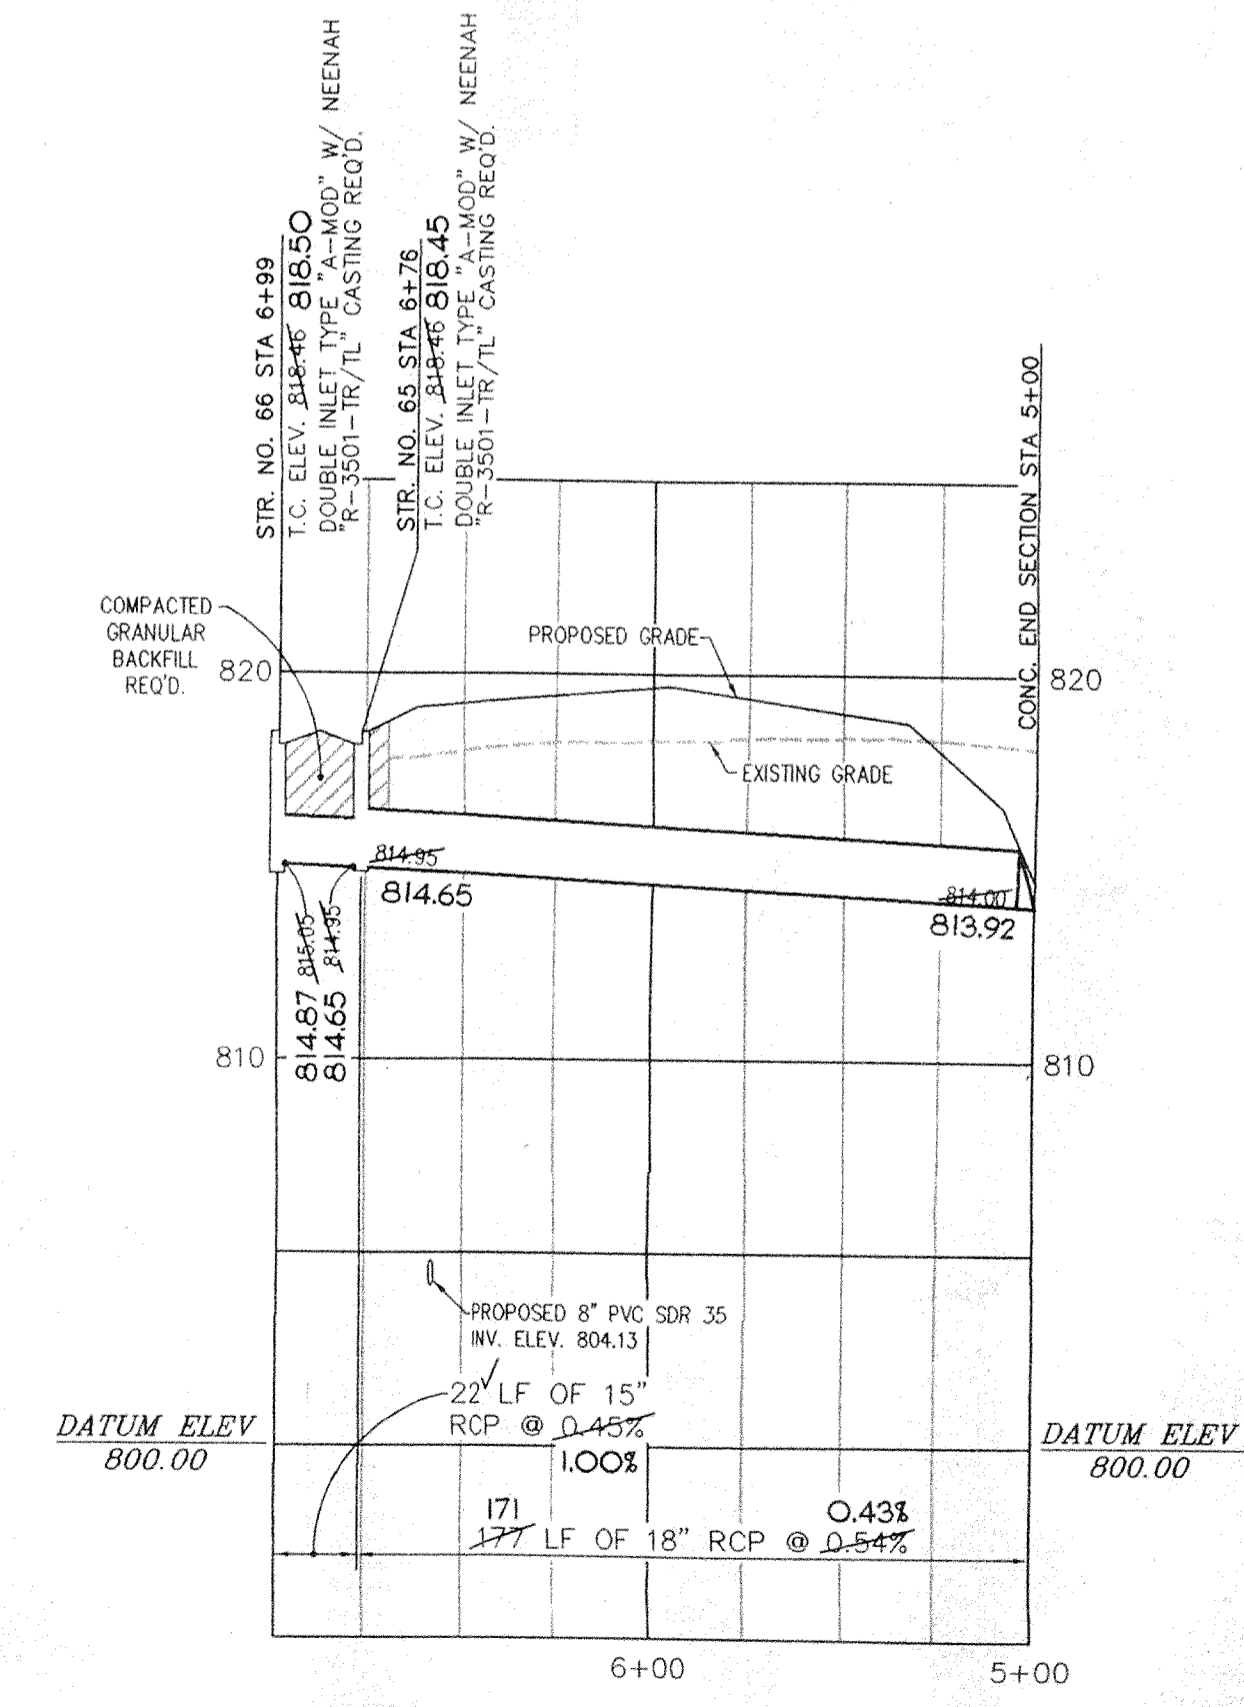 STR. NO. 66 STA 6+99
T.C. ELEV. 818.46 818.50
DOUBLE INLET TYPE "A-MOD" W/ NEENAH
"R-3501-TR/TL" CASTING REQ'D.
STR. NO. 65 STA 6+76
T.C. ELEV. 818.46 818.45
DOUBLE INLET TYPE "A-MOD" W/ NEENAH
"R-3501-TR/TL" CASTING REQ'D.
CONC. END SECTION STA 5+00
COMPACTED
GRANULAR
BACKFILL
REQ'D.
820
PROPOSED GRADE
820
EXISTING GRADE
814.95
814.65
814.00
813.92
814.87 815.05
814.65 814.95
810
810
PROPOSED 8" PVC SDR 35
INV. ELEV. 804.13
22 LF OF 15"
RCP @ 0.45%
1.00%
DATUM ELEV
800.00
DATUM ELEV
800.00
171
0.43%
177 LF OF 18" RCP @ 0.54%
6+00
5+00